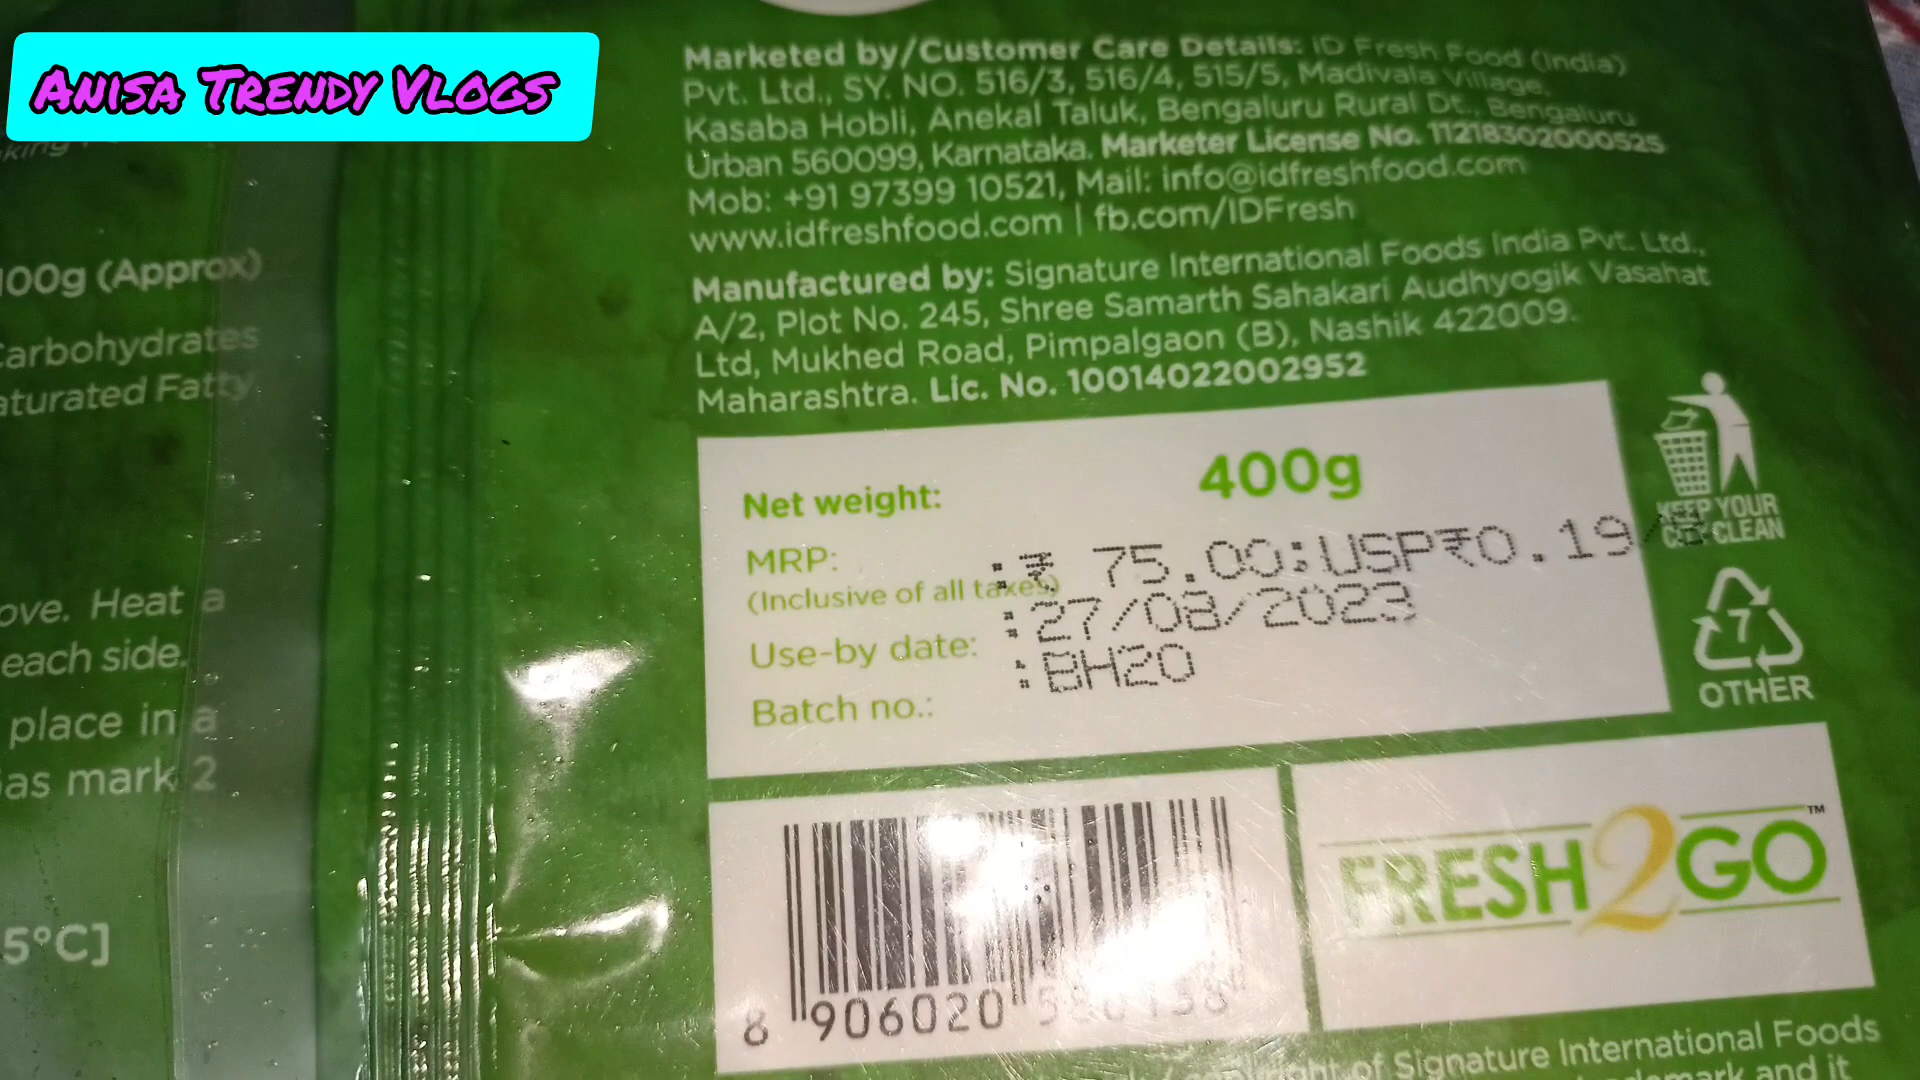 ANISA TRENDY VLOGS
100g (Approx)
Carbohydrates
aturated Fatty
ove. Heat a
each side.
place in a
as mark 2
5°C]
Marketed by/Customer Care Details: iD Fresh Food (India)
Pvt. Ltd., SY. NO. 516/3, 516/4, 515/5, Madivala Village,
Kasaba Hobli, Anekal Taluk, Bengaluru Rural Dt., Bengaluru
Urban 560099, Karnataka. Marketer License No. 11218302000525
Mob: +91 97399 10521, Mail: info@idfreshfood.com
www.idfreshfood.com | fb.com/IDFresh
Manufactured by: Signature International Foods India Pvt. Ltd.,
A/2, Plot No. 245, Shree Samarth Sahakari Audhyogik Vasahat
Ltd, Mukhed Road, Pimpalgaon (B), Nashik 422009.
Maharashtra. Lic. No. 10014022002952
Net weight: 400g
MRP: :₹ 75.00:USP₹0.19
(Inclusive of all taxes)
Use-by date: :27/08/2023
Batch no.: :BH20
KEEP YOUR
CITY CLEAN
7
OTHER
FRESH2GO™
8 906020
of Signature International Foods
and it